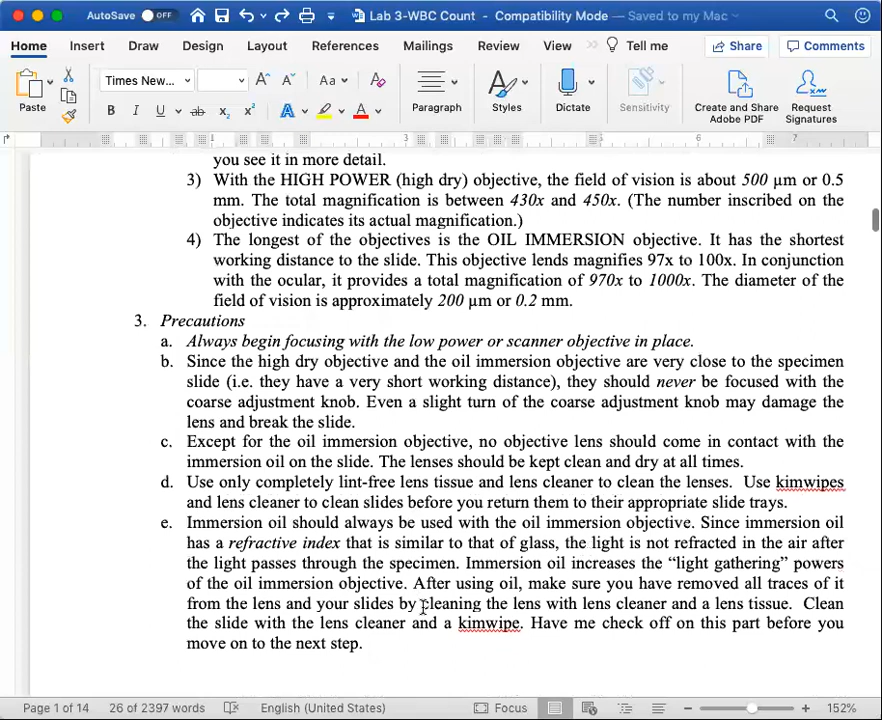 AutoSave OFF Lab 3-WBC Count - Compatibility Mode — Saved to my Mac
Home Insert Draw Design Layout References Mailings Review View Tell me Share Comments
Times New... Aa
Paste B I U ab x₂ x² A A Paragraph Styles Dictate Sensitivity Create and Share Adobe PDF Request Signatures
1 3 5 6 7
you see it in more detail.
3) With the HIGH POWER (high dry) objective, the field of vision is about 500 µm or 0.5
mm. The total magnification is between 430x and 450x. (The number inscribed on the
objective indicates its actual magnification.)
4) The longest of the objectives is the OIL IMMERSION objective. It has the shortest
working distance to the slide. This objective lends magnifies 97x to 100x. In conjunction
with the ocular, it provides a total magnification of 970x to 1000x. The diameter of the
field of vision is approximately 200 µm or 0.2 mm.
3. Precautions
a. Always begin focusing with the low power or scanner objective in place.
b. Since the high dry objective and the oil immersion objective are very close to the specimen
slide (i.e. they have a very short working distance), they should never be focused with the
coarse adjustment knob. Even a slight turn of the coarse adjustment knob may damage the
lens and break the slide.
c. Except for the oil immersion objective, no objective lens should come in contact with the
immersion oil on the slide. The lenses should be kept clean and dry at all times.
d. Use only completely lint-free lens tissue and lens cleaner to clean the lenses. Use kimwipes
and lens cleaner to clean slides before you return them to their appropriate slide trays.
e. Immersion oil should always be used with the oil immersion objective. Since immersion oil
has a refractive index that is similar to that of glass, the light is not refracted in the air after
the light passes through the specimen. Immersion oil increases the “light gathering” powers
of the oil immersion objective. After using oil, make sure you have removed all traces of it
from the lens and your slides by cleaning the lens with lens cleaner and a lens tissue. Clean
the slide with the lens cleaner and a kimwipe. Have me check off on this part before you
move on to the next step.
Page 1 of 14 26 of 2397 words English (United States) Focus 152%